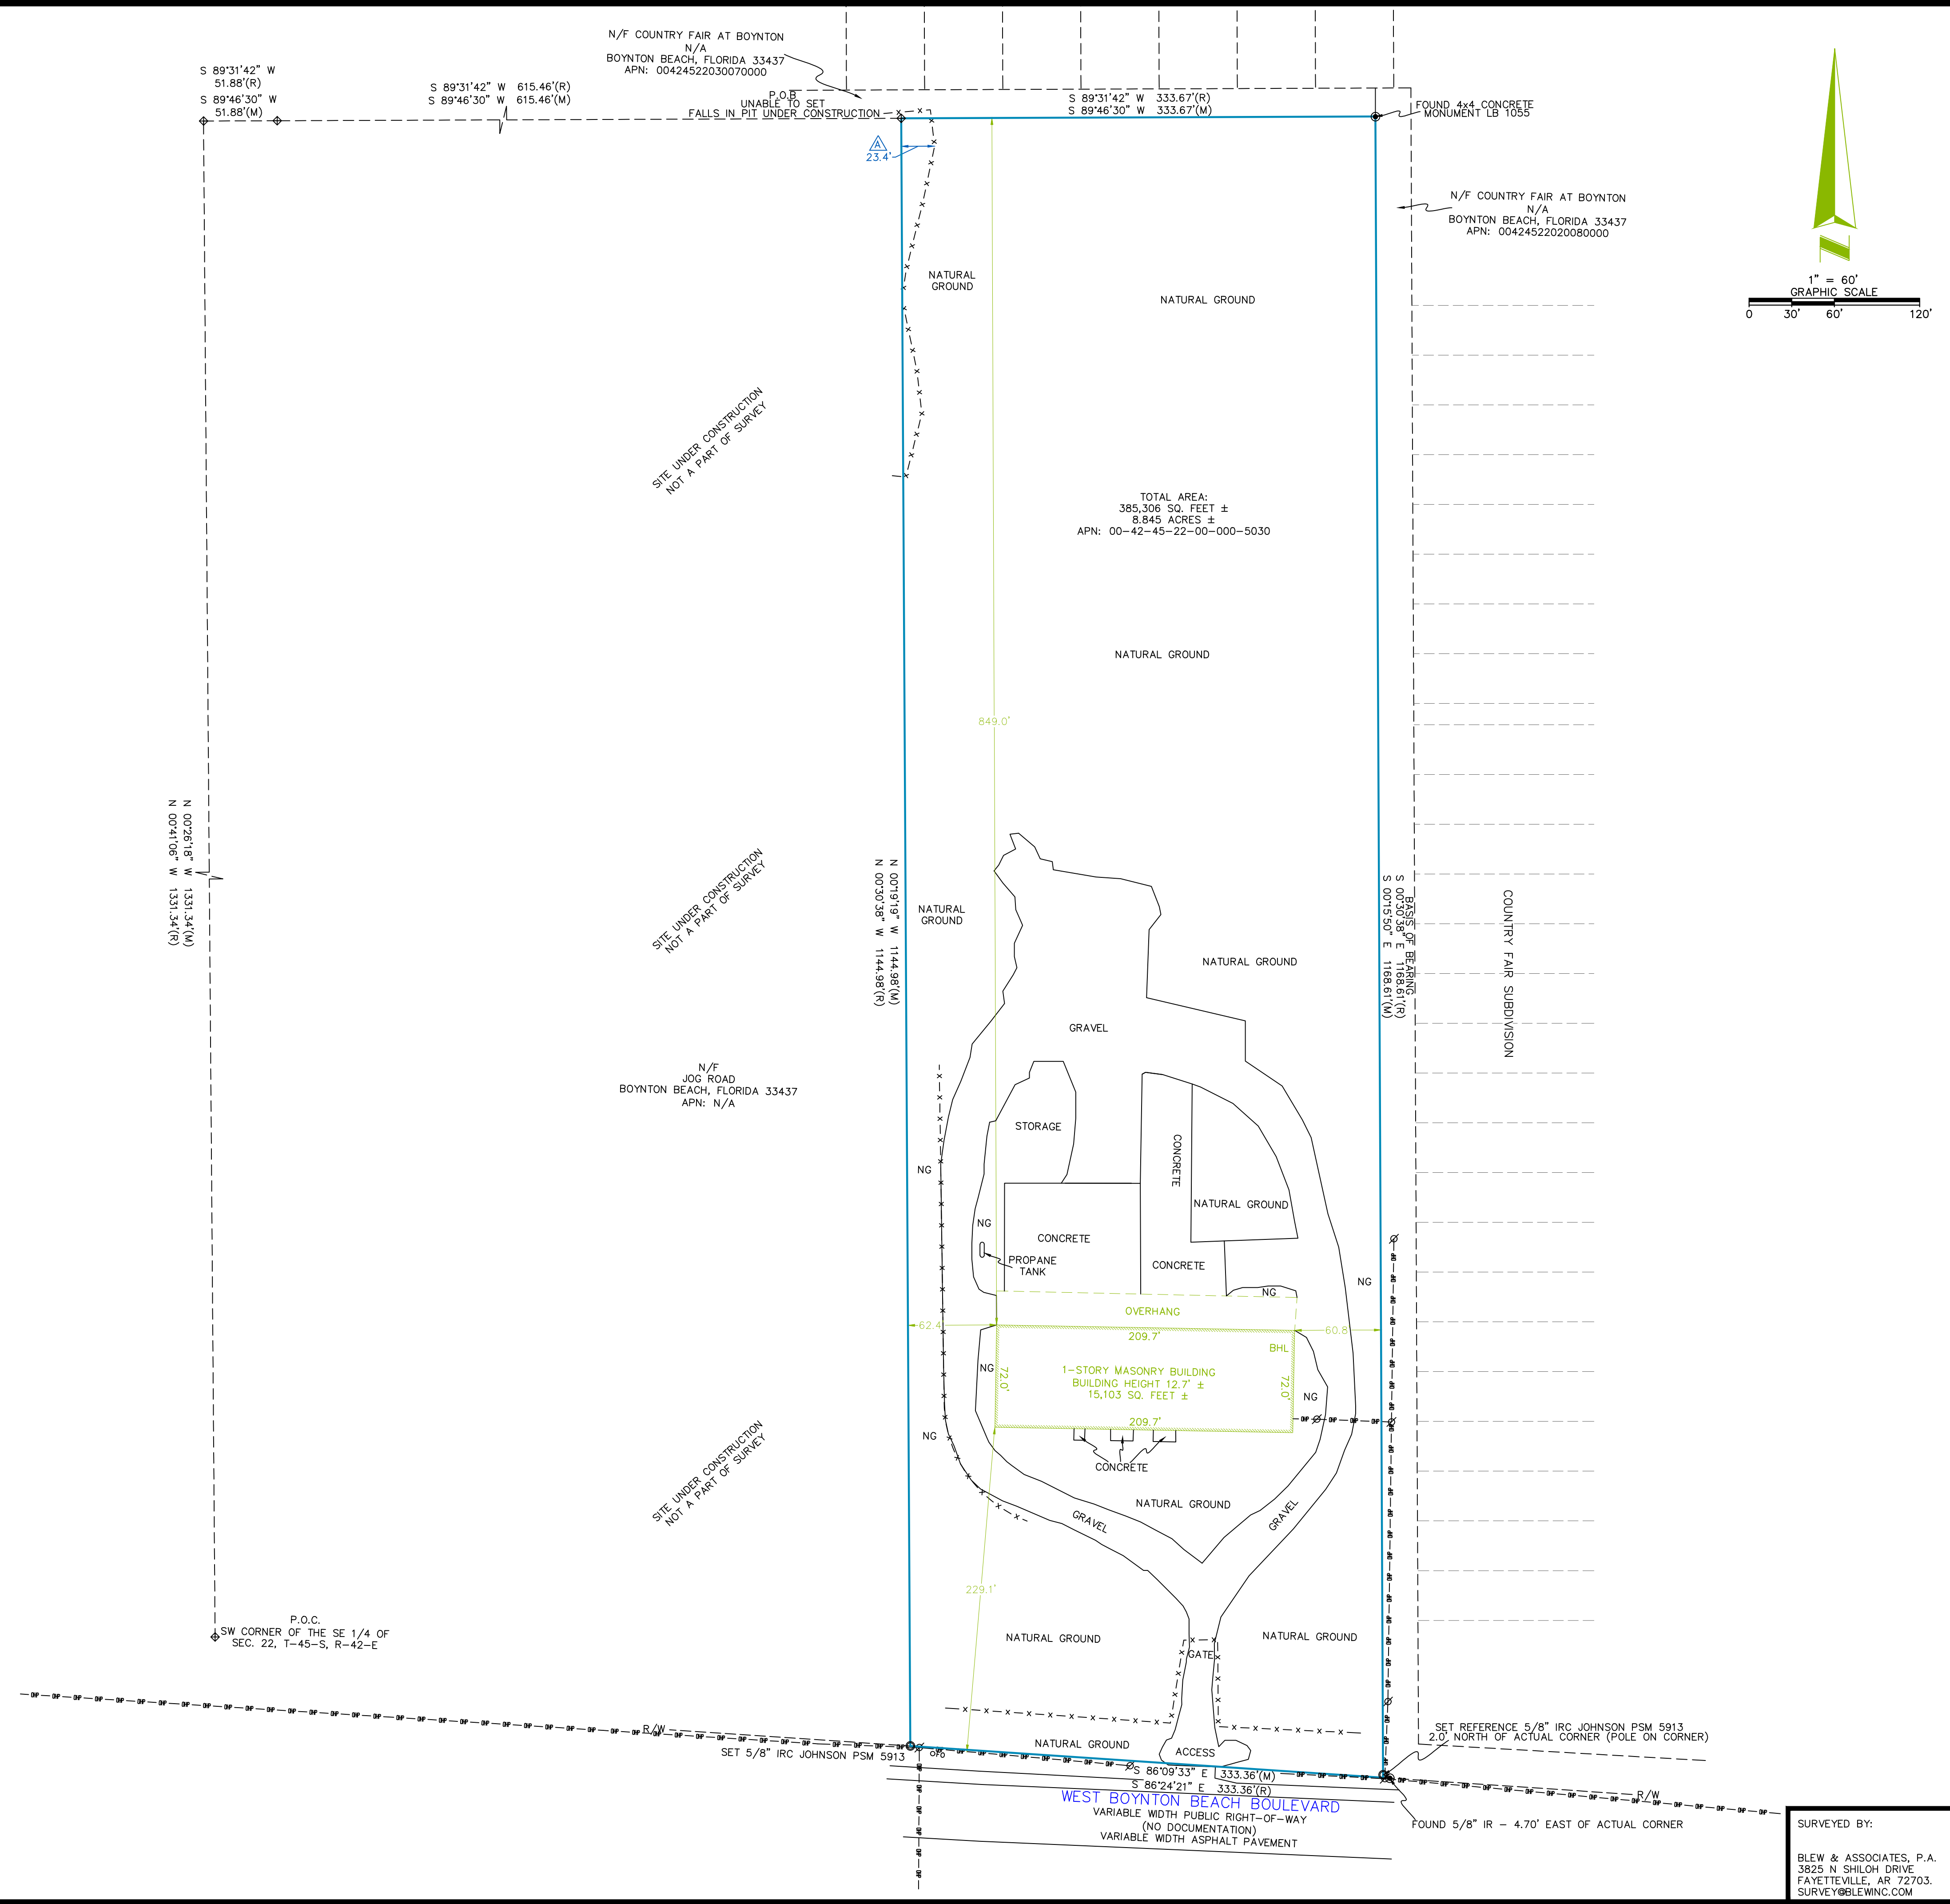 N/F COUNTRY FAIR AT BOYNTON
N/A
BOYNTON BEACH, FLORIDA 33437
APN: 00424522030070000
S 89°31'42" W
51.88'(R)
S 89°46'30" W
51.88'(M)
S 89°31'42" W 615.46'(R)
S 89°46'30" W 615.46'(M)
P.O.B
UNABLE TO SET
FALLS IN PIT UNDER CONSTRUCTION
S 89°31'42" W 333.67'(R)
S 89°46'30" W 333.67'(M)
FOUND 4x4 CONCRETE
MONUMENT LB 1055
A
23.4'
N/F COUNTRY FAIR AT BOYNTON
N/A
BOYNTON BEACH, FLORIDA 33437
APN: 00424522020080000
N
1" = 60'
GRAPHIC SCALE
0 30' 60' 120'
NATURAL
GROUND
NATURAL GROUND
SITE UNDER CONSTRUCTION
NOT A PART OF SURVEY
TOTAL AREA:
385,306 SQ. FEET ±
8.845 ACRES ±
APN: 00-42-45-22-00-000-5030
NATURAL GROUND
849.0'
N 00°26'18" W 1331.34'(M)
N 00°41'06" W 1331.34'(R)
SITE UNDER CONSTRUCTION
NOT A PART OF SURVEY
N 00°19'19" W 1144.98'(M)
N 00°30'38" W 1144.98'(R)
NATURAL
GROUND
NATURAL GROUND
BASIS OF BEARING
S 00°30'38" E 1168.61'(R)
S 00°15'50" E 1168.61'(M)
COUNTRY FAIR SUBDIVISION
GRAVEL
N/F
JOG ROAD
BOYNTON BEACH, FLORIDA 33437
APN: N/A
STORAGE
CONCRETE
NG
NATURAL GROUND
NG
CONCRETE
PROPANE
TANK
CONCRETE
NG
NG
OVERHANG
62.4'
209.7'
60.8'
BHL
NG
72.0'
1-STORY MASONRY BUILDING
BUILDING HEIGHT 12.7' ±
15,103 SQ. FEET ±
72.0'
NG
209.7'
NG
CONCRETE
SITE UNDER CONSTRUCTION
NOT A PART OF SURVEY
NATURAL GROUND
GRAVEL
GRAVEL
229.1'
P.O.C.
SW CORNER OF THE SE 1/4 OF
SEC. 22, T-45-S, R-42-E
NATURAL GROUND
NATURAL GROUND
GATE
R/W
SET 5/8" IRC JOHNSON PSM 5913
NATURAL GROUND
ACCESS
SET REFERENCE 5/8" IRC JOHNSON PSM 5913
2.0' NORTH OF ACTUAL CORNER (POLE ON CORNER)
S 86°09'33" E 333.36'(M)
S 86°24'21" E 333.36'(R)
R/W
WEST BOYNTON BEACH BOULEVARD
VARIABLE WIDTH PUBLIC RIGHT-OF-WAY
(NO DOCUMENTATION)
VARIABLE WIDTH ASPHALT PAVEMENT
FOUND 5/8" IR - 4.70' EAST OF ACTUAL CORNER
SURVEYED BY:
BLEW & ASSOCIATES, P.A.
3825 N SHILOH DRIVE
FAYETTEVILLE, AR 72703.
SURVEY@BLEWINC.COM